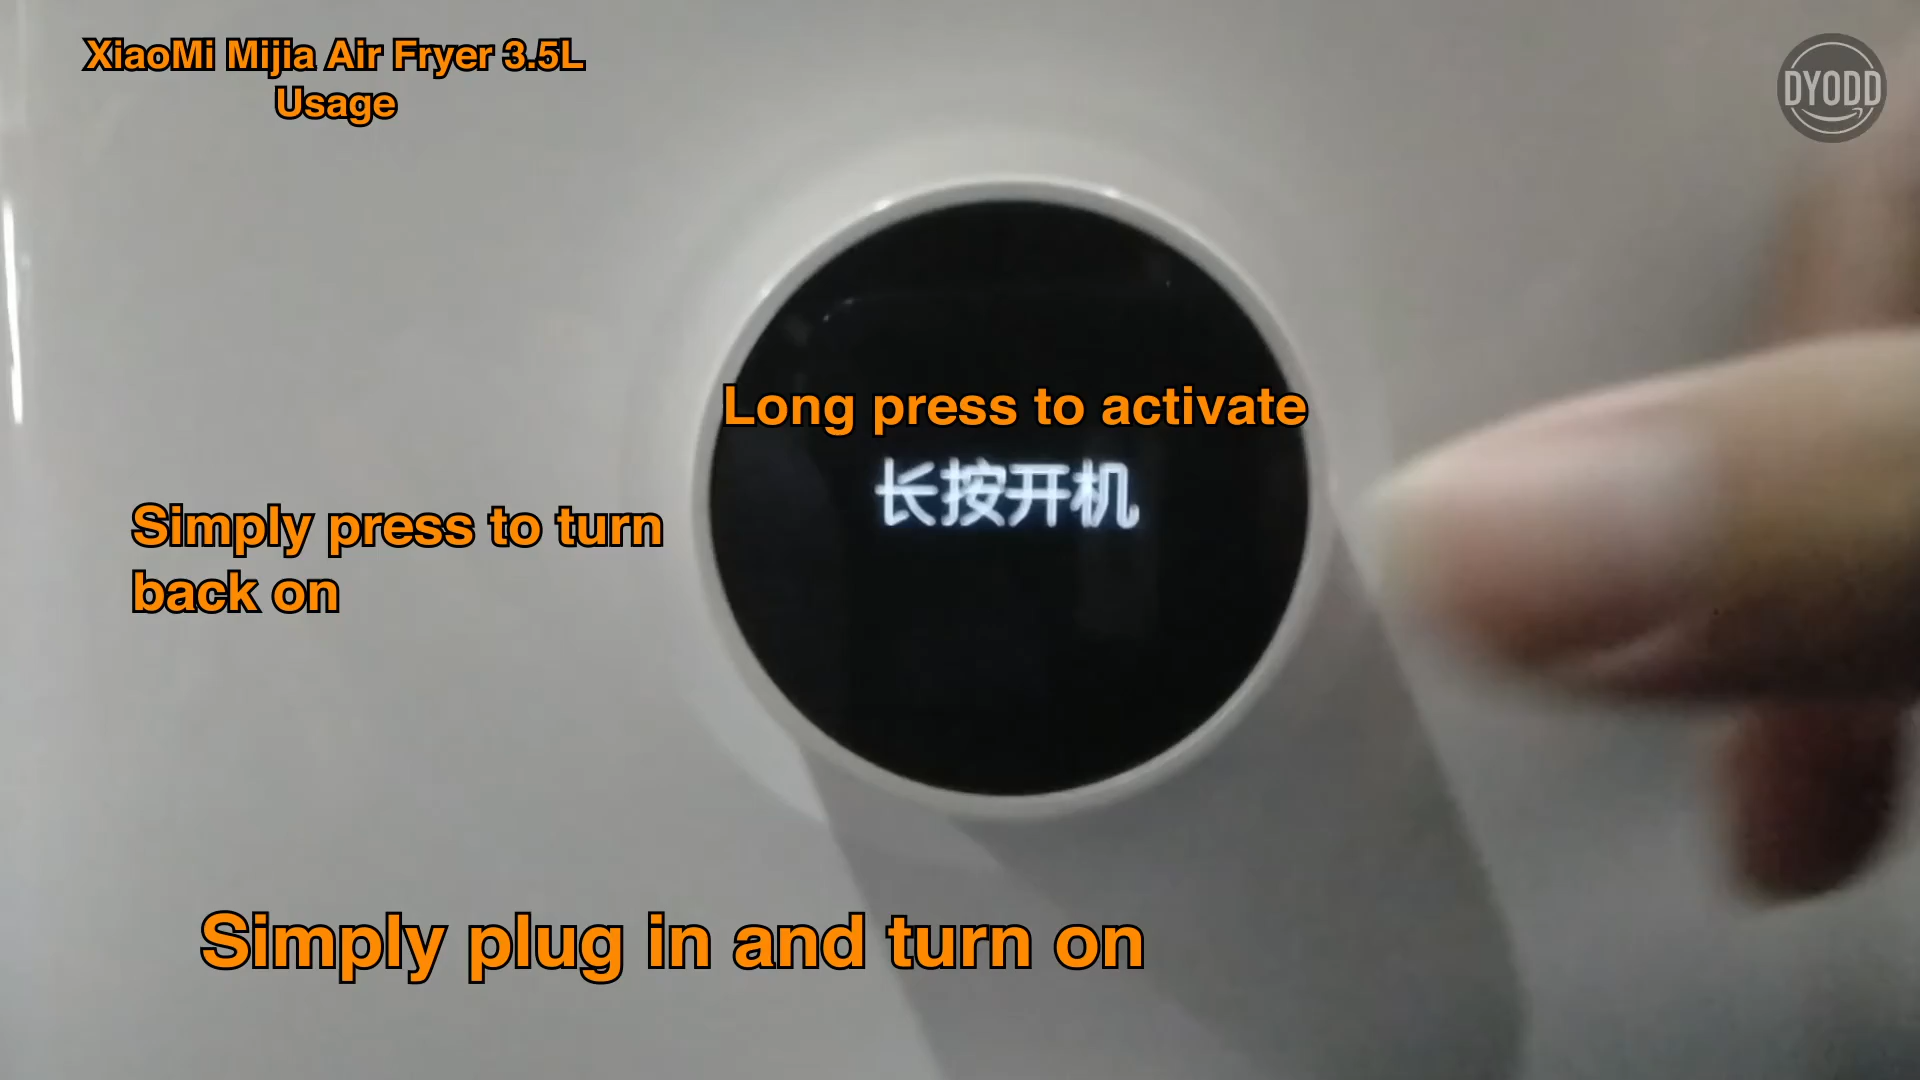 XiaoMi Mijia Air Fryer 3.5L
Usage
DYODD
Long press to activate
长按开机
Simply press to turn
back on
Simply plug in and turn on